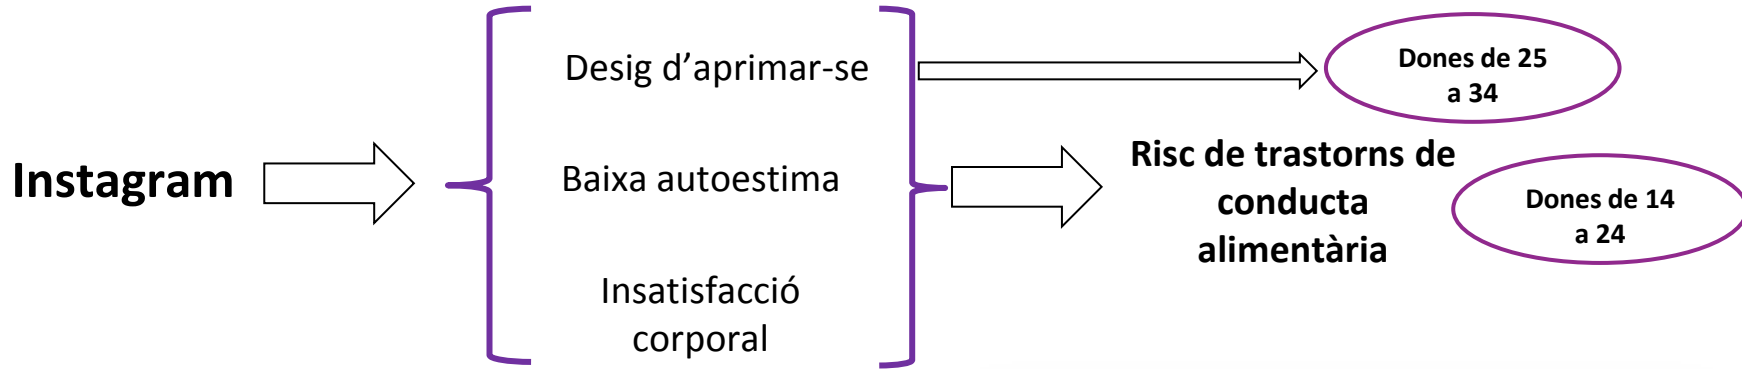 Instagram
Desig d’aprimar-se
Baixa autoestima
Insatisfacció
corporal
Dones de 25
a 34
Risc de trastorns de
conducta
alimentària
Dones de 14
a 24